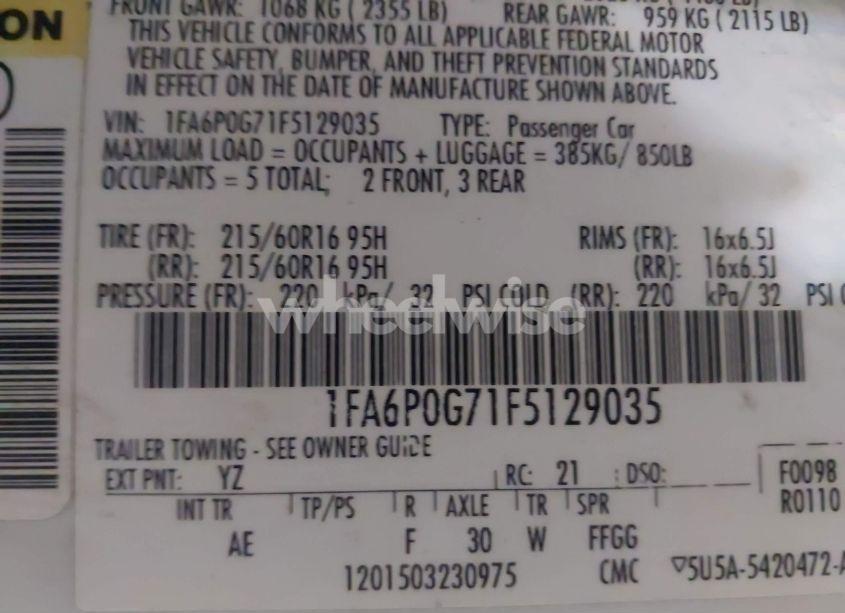 ON
FRONT GAWR: 1068 KG ( 2355 LB) REAR GAWR: 959 KG ( 2115 LB)
THIS VEHICLE CONFORMS TO ALL APPLICABLE FEDERAL MOTOR
VEHICLE SAFETY, BUMPER, AND THEFT PREVENTION STANDARDS
IN EFFECT ON THE DATE OF MANUFACTURE SHOWN ABOVE.
VIN: 1FA6P0G71F5129035 TYPE: Passenger Car
MAXIMUM LOAD = OCCUPANTS + LUGGAGE = 385KG/ 850LB
OCCUPANTS = 5 TOTAL; 2 FRONT, 3 REAR
TIRE (FR): 215/60R16 95H RIMS (FR): 16x6.5J
(RR): 215/60R16 95H (RR): 16x6.5J
PRESSURE (FR): 220 kPa/ 32 PSI COLD (RR): 220 kPa/ 32 PSI
wheelwise
1FA6P0G71F5129035
TRAILER TOWING - SEE OWNER GUIDE
EXT PNT: YZ RC: 21 DSO: F0098
INT TR TP/PS R AXLE TR SPR R0110
AE F 30 W FFGG
1201503230975 CMC ▽5U5A-5420472-A